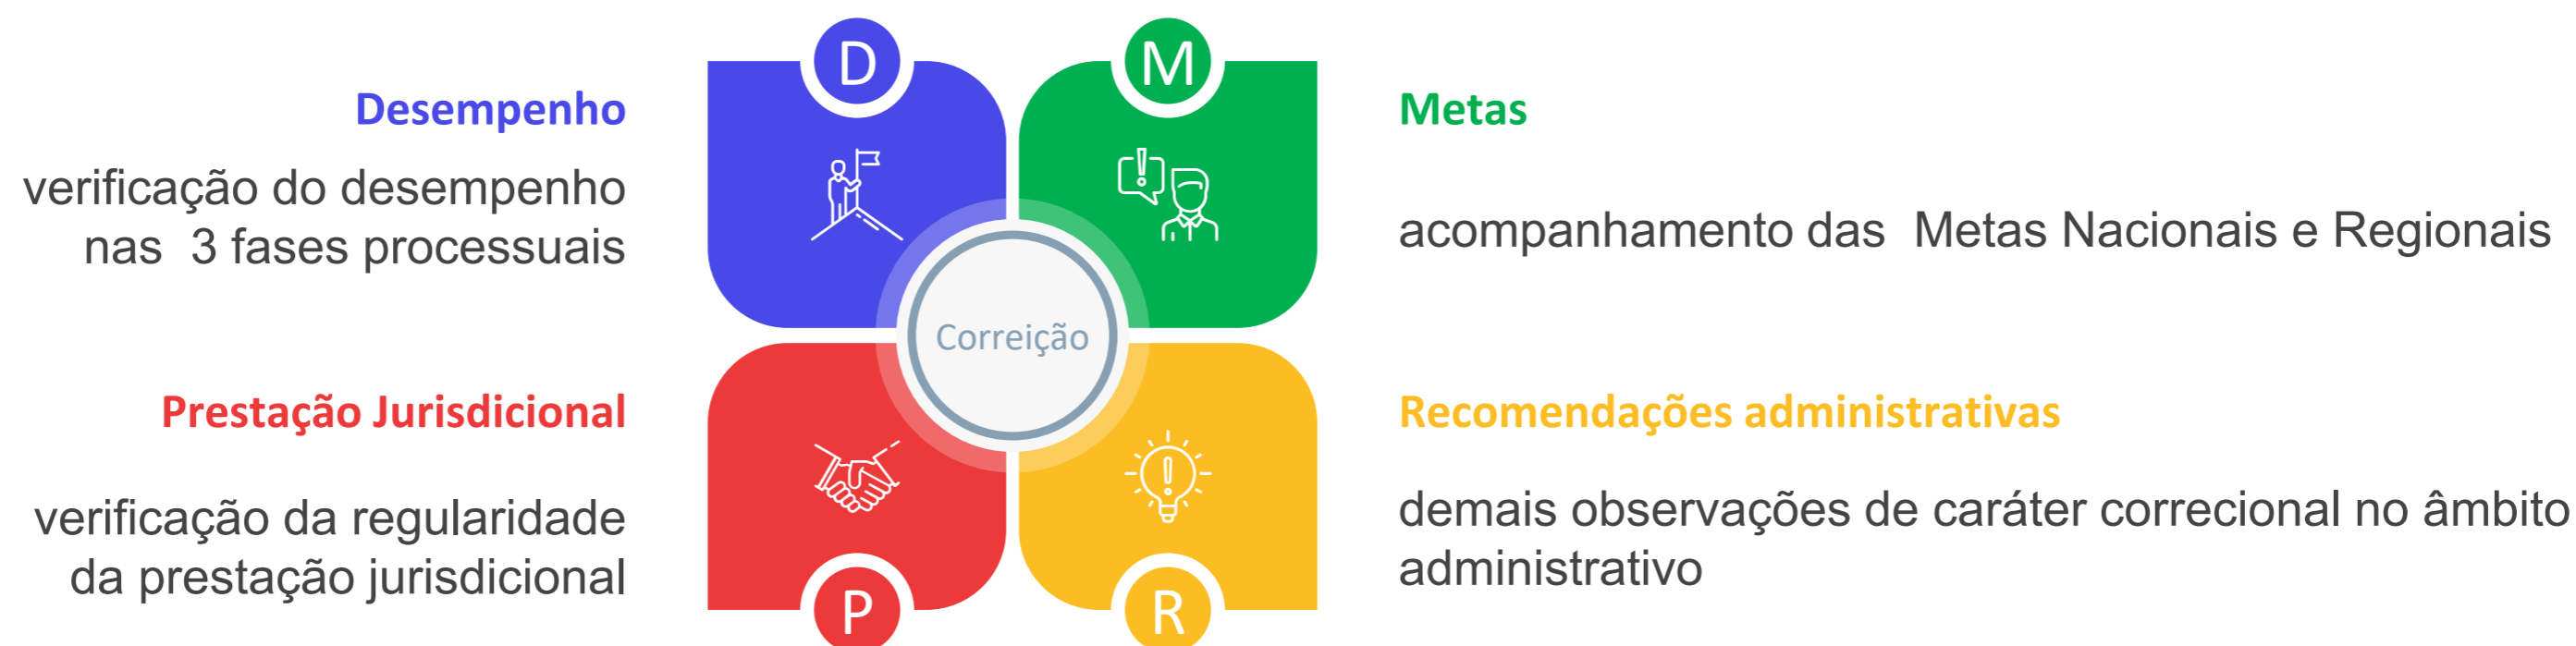 D
Desempenho
verificação do desempenho
nas 3 fases processuais
M
Metas
acompanhamento das Metas Nacionais e Regionais
Correição
Prestação Jurisdicional
verificação da regularidade
da prestação jurisdicional
P
Recomendações administrativas
demais observações de caráter correcional no âmbito
administrativo
R